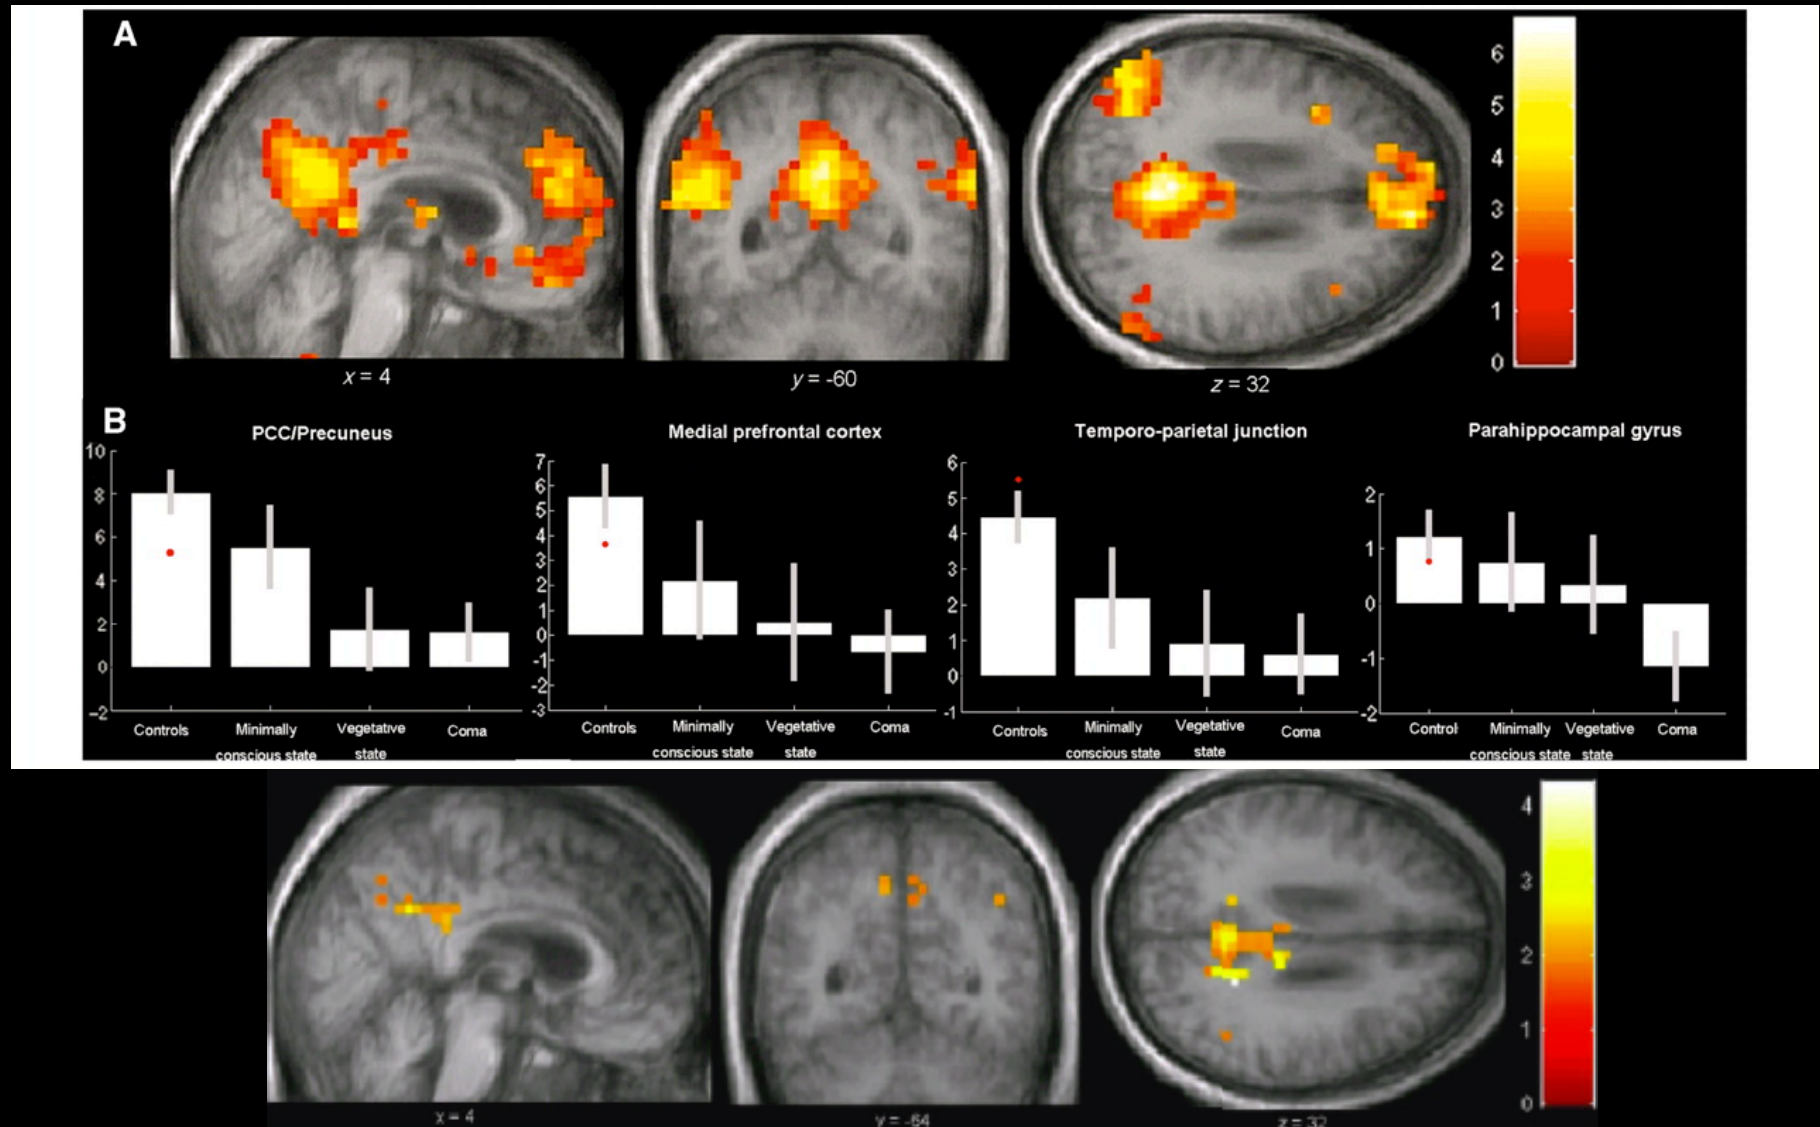 A
6
5
4
3
2
1
0
x = 4
y = -60
z = 32
B
PCC/Precuneus
10
8
6
4
2
0
-2
Controls
Minimally
conscious state
Vegetative
state
Coma
Medial prefrontal cortex
7
6
5
4
3
2
1
0
-1
-2
-3
Controls
Minimally
conscious state
Vegetative
state
Coma
Temporo-parietal junction
6
5
4
3
2
1
0
-1
Controls
Minimally
conscious state
Vegetative
state
Coma
Parahippocampal gyrus
2
1
0
-1
-2
Control
Minimally
conscious state
Vegetative
state
Coma
4
3
2
1
0
x = 4
y = -64
z = 32